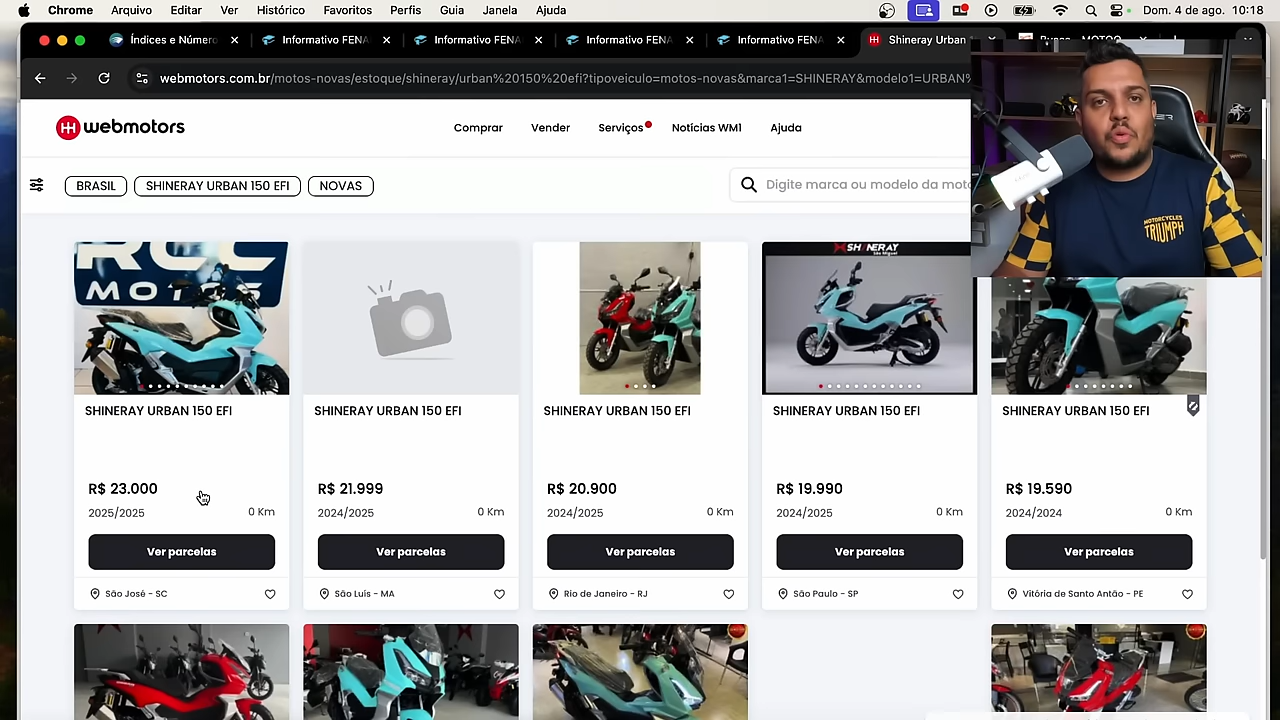 Chrome Arquivo Editar Ver Histórico Favoritos Perfis Guia Janela Ajuda Dom. 4 de ago. 10:18
Índices e Número Informativo FENA Informativo FENA Informativo FENA Informativo FENA Shineray Urban
webmotors.com.br/motos-novas/estoque/shineray/urban%20150%20efi?tipoveiculo=motos-novas&marca1=SHINERAY&modelo1=URBAN%
webmotors Comprar Vender Serviços Notícias WM1 Ajuda
BRASIL SHINERAY URBAN 150 EFI NOVAS Digite marca ou modelo da moto
MOTORCYCLES
TRIUMPH
MOTOS
SHINERAY
São Miguel
SHINERAY URBAN 150 EFI SHINERAY URBAN 150 EFI SHINERAY URBAN 150 EFI SHINERAY URBAN 150 EFI SHINERAY URBAN 150 EFI
R$ 23.000 R$ 21.999 R$ 20.900 R$ 19.990 R$ 19.590
2025/2025 0 Km 2024/2025 0 Km 2024/2025 0 Km 2024/2025 0 Km 2024/2024 0 Km
Ver parcelas Ver parcelas Ver parcelas Ver parcelas Ver parcelas
São José - SC São Luís - MA Rio de Janeiro - RJ São Paulo - SP Vitória de Santo Antão - PE